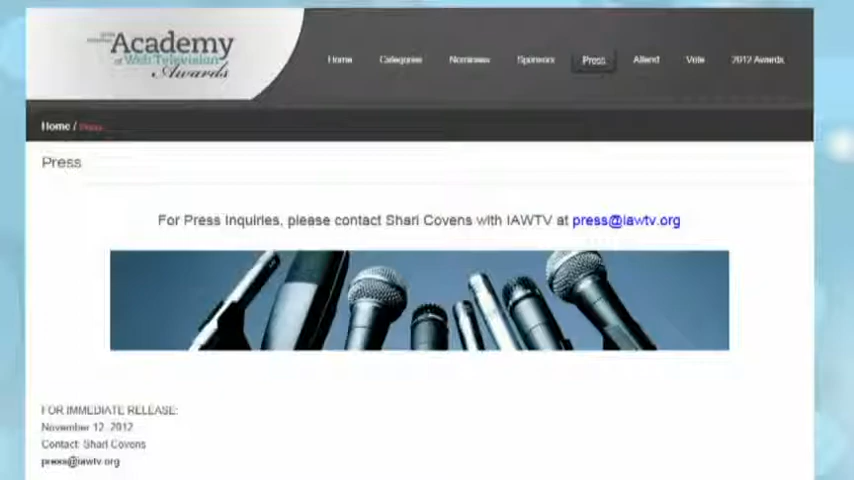 Academy
of Web Television
Awards
Home Categories Nominees Sponsors Press Attend Vote 2012 Awards
Home / Press
Press
For Press Inquiries, please contact Shari Covens with IAWTV at press@iawtv.org
FOR IMMEDIATE RELEASE:
November 12, 2012
Contact: Shari Covens
press@iawtv.org